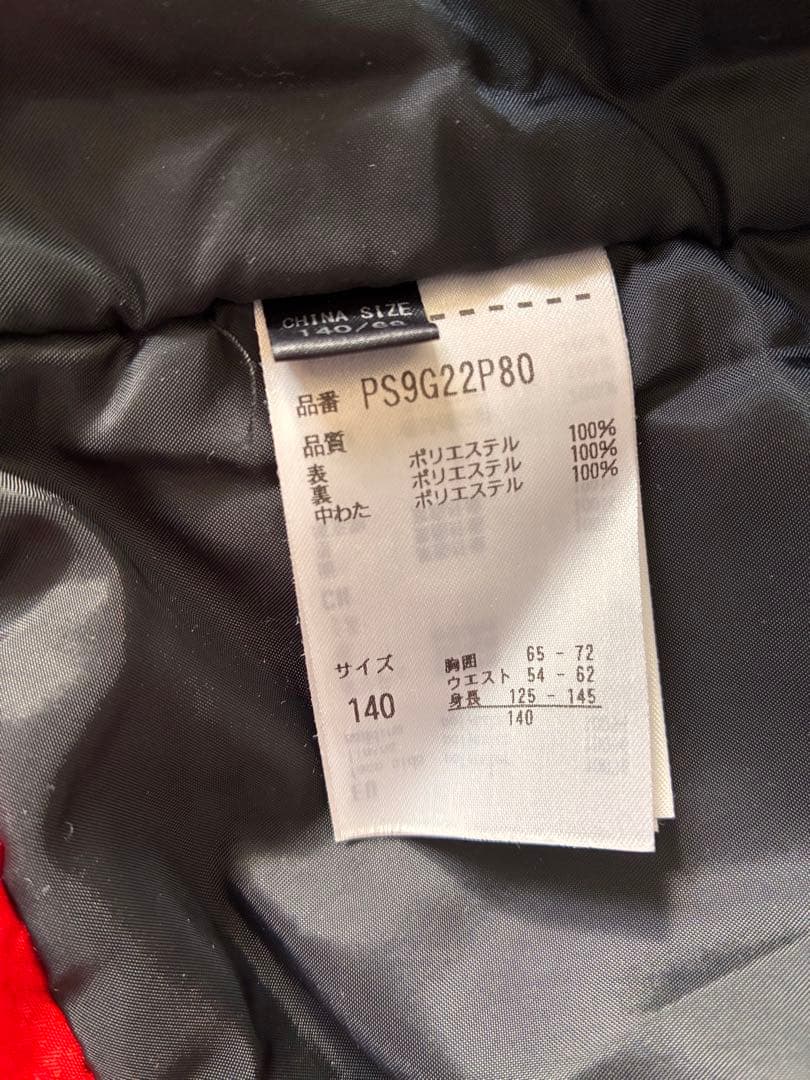 CHINA SIZE
品番 PS9G22P80
品質
表 ポリエステル 100%
裏 ポリエステル 100%
中わた ポリエステル 100%
サイズ
140
胸囲 65 - 72
ウエスト 54 - 62
身長 125 - 145
140